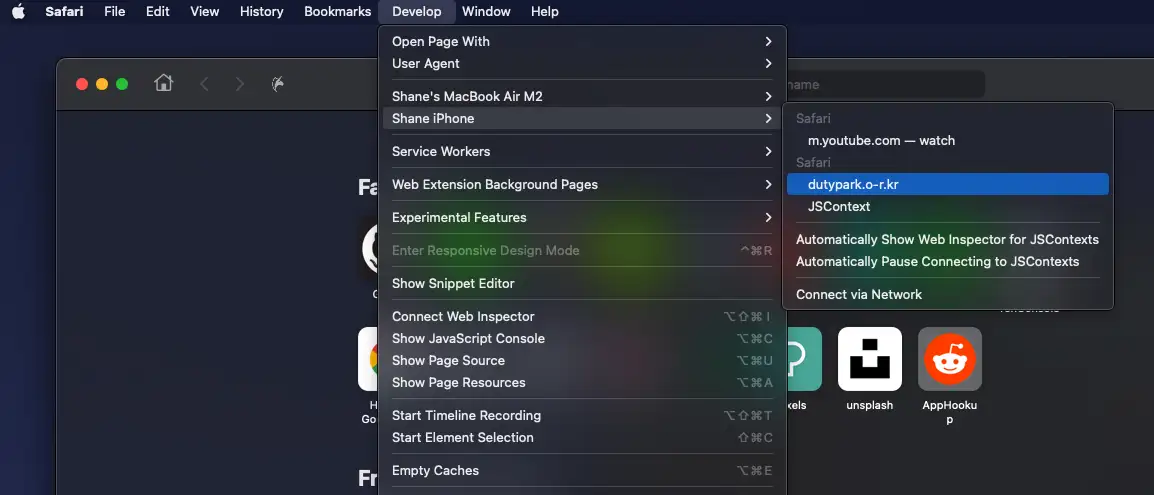 Safari File Edit View History Bookmarks Develop Window Help
Open Page With
User Agent
Shane's MacBook Air M2
Shane iPhone
Service Workers
Web Extension Background Pages
Experimental Features
Enter Responsive Design Mode ⌃⌘R
Show Snippet Editor
Connect Web Inspector ⌥⇧⌘I
Show JavaScript Console ⌥⌘C
Show Page Source ⌥⌘U
Show Page Resources ⌥⌘A
Start Timeline Recording ⌥⇧⌘T
Start Element Selection ⇧⌘C
Empty Caches ⌥⌘E
Safari
m.youtube.com — watch
Safari
dutypark.o-r.kr
JSContext
Automatically Show Web Inspector for JSContexts
Automatically Pause Connecting to JSContexts
Connect via Network
name
Fa
xels
unsplash
AppHooku
p
H
Go
Fr